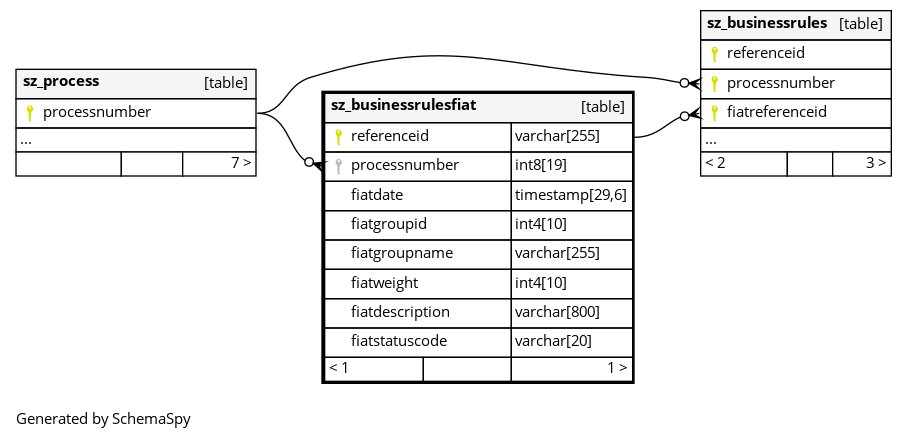 sz_process [table]
processnumber
...
7 >
sz_businessrulesfiat [table]
referenceid varchar[255]
processnumber int8[19]
fiatdate timestamp[29,6]
fiatgroupid int4[10]
fiatgroupname varchar[255]
fiatweight int4[10]
fiatdescription varchar[800]
fiatstatuscode varchar[20]
< 1 1 >
sz_businessrules [table]
referenceid
processnumber
fiatreferenceid
...
< 2 3 >
Generated by SchemaSpy